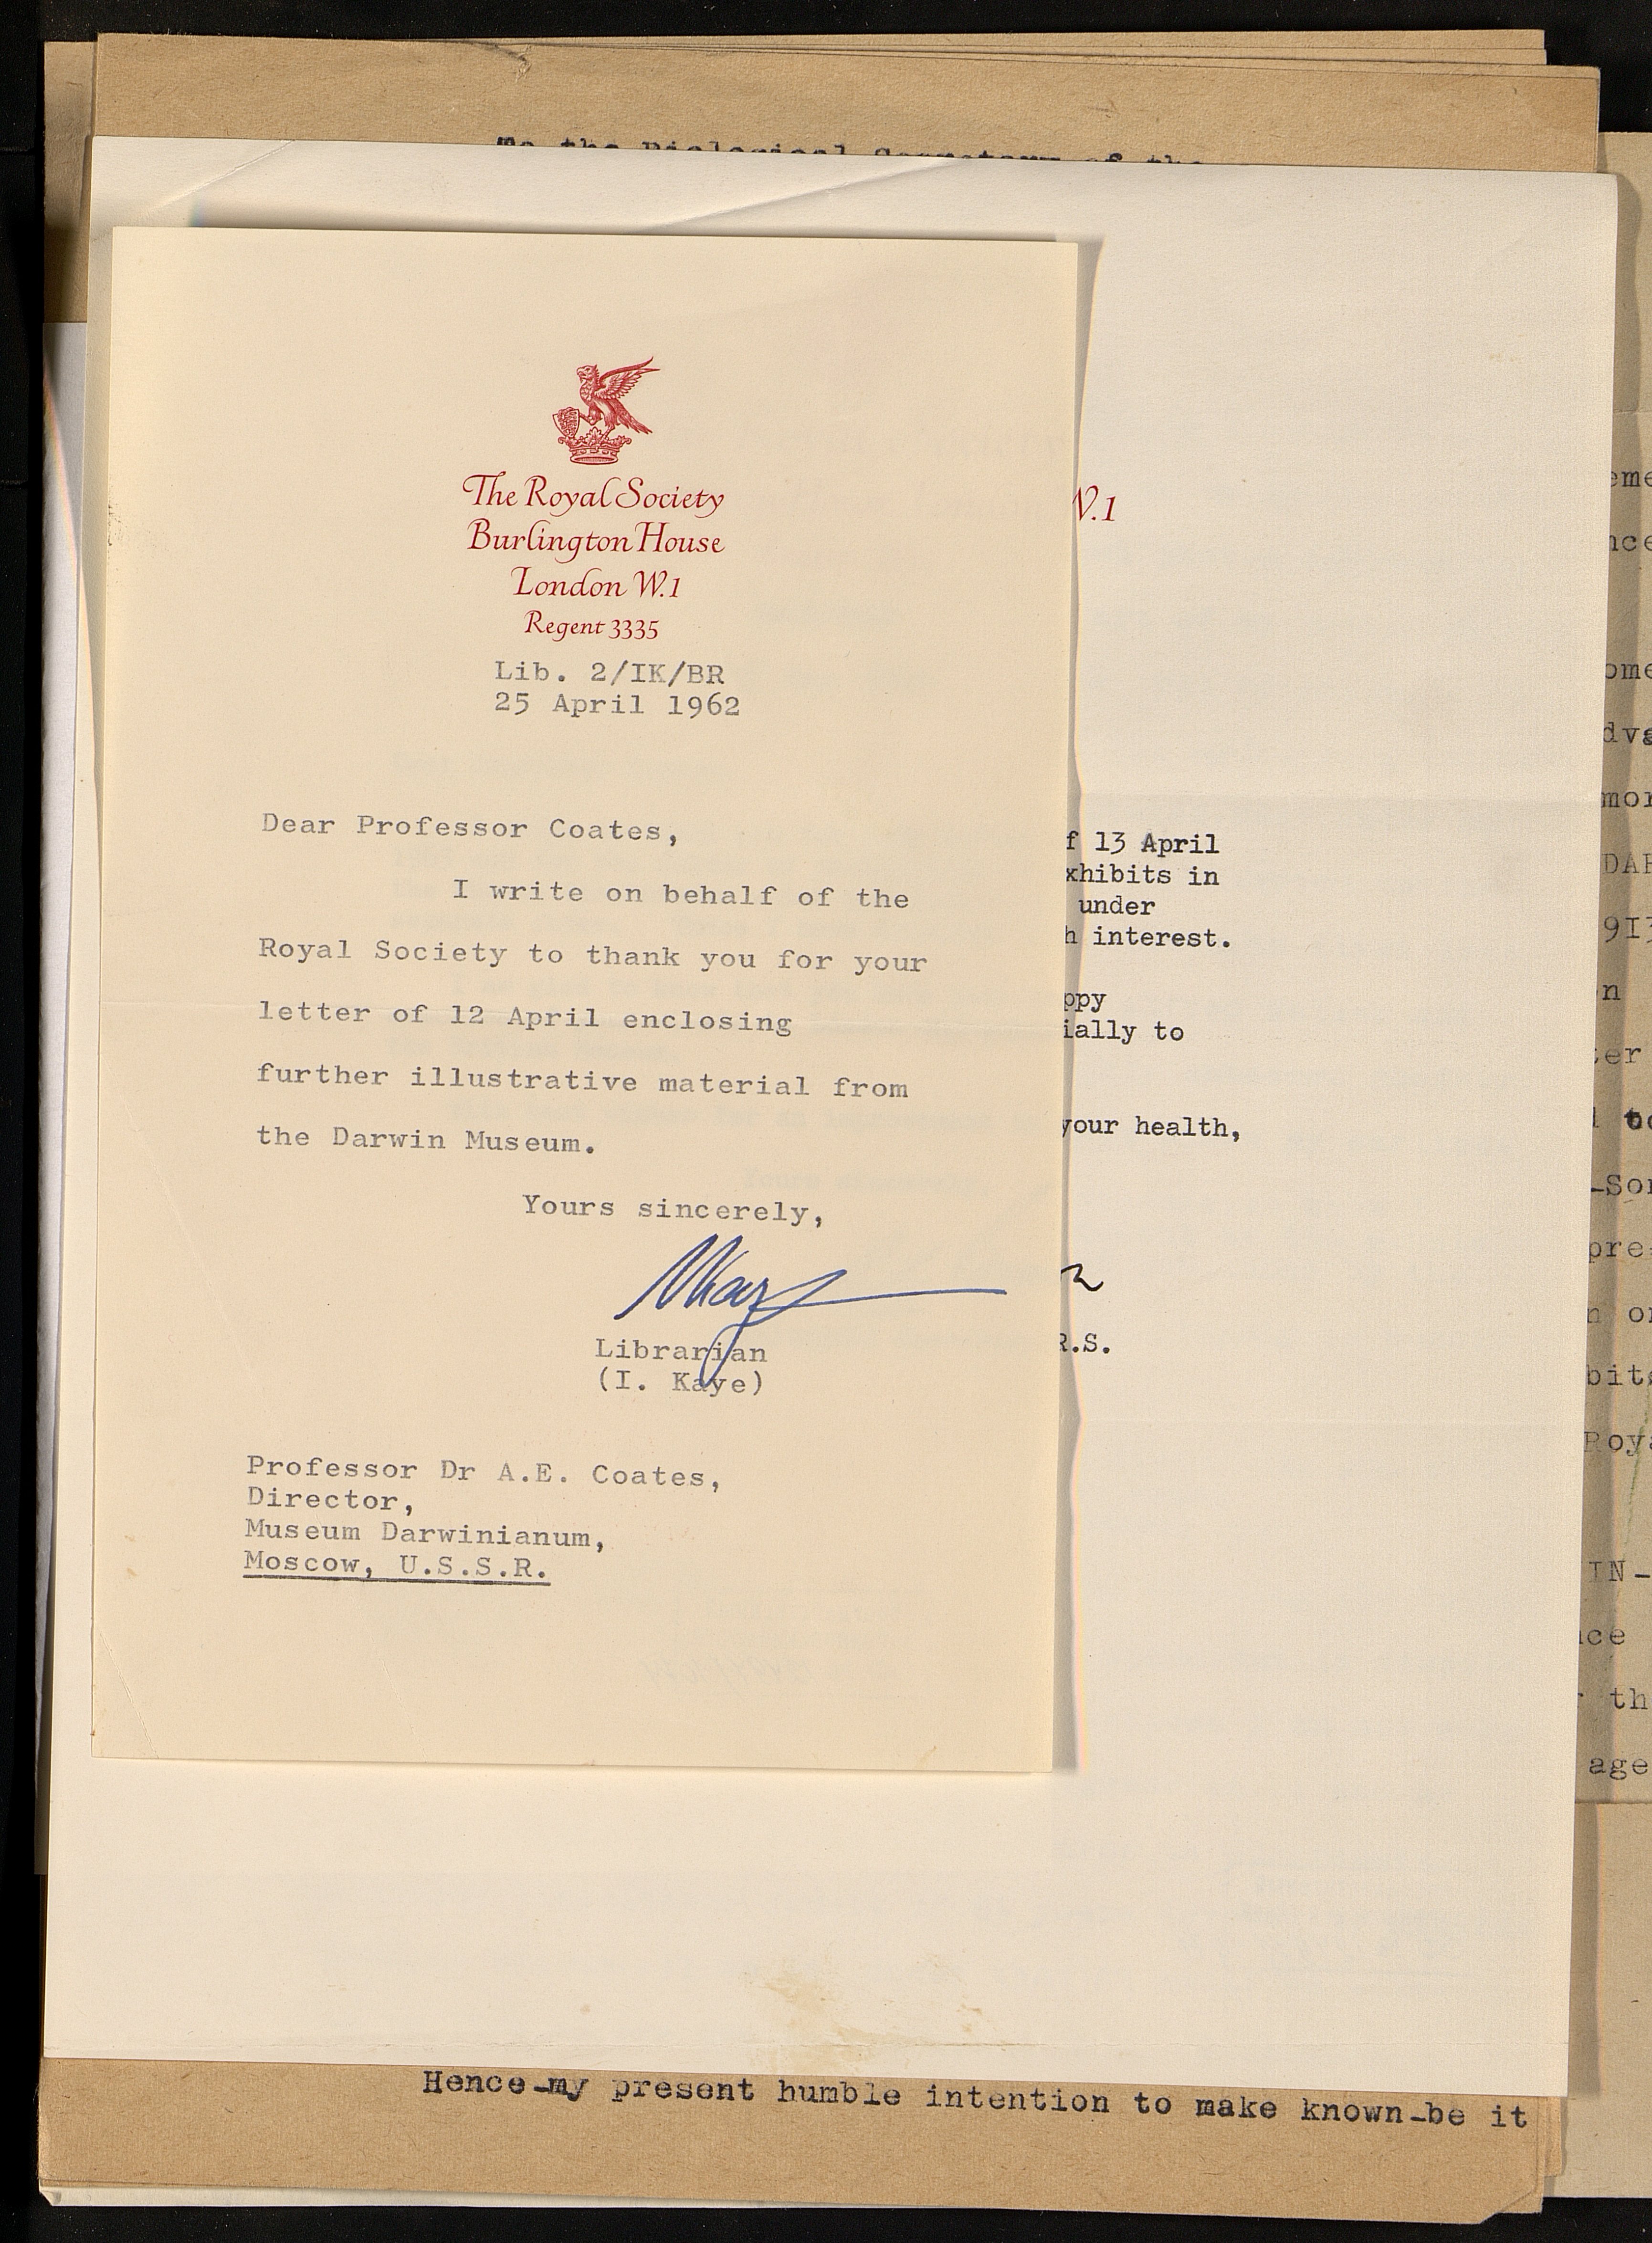 The Royal Society
Burlington House
London W.1
Regent 3335
Lib. 2/IK/BR
25 April 1962
Dear Professor Coates,
I write on behalf of the
Royal Society to thank you for your
letter of 12 April enclosing
further illustrative material from
the Darwin Museum.
Yours sincerely,
Librarian
(I. Kaye)
Professor Dr A.E. Coates,
Director,
Museum Darwinianum,
Moscow, U.S.S.R.
W.1
f 13 April
xhibits in
under
h interest.
ppy
ially to
your health,
R.S.
Hence-my present humble intention to make known-be it